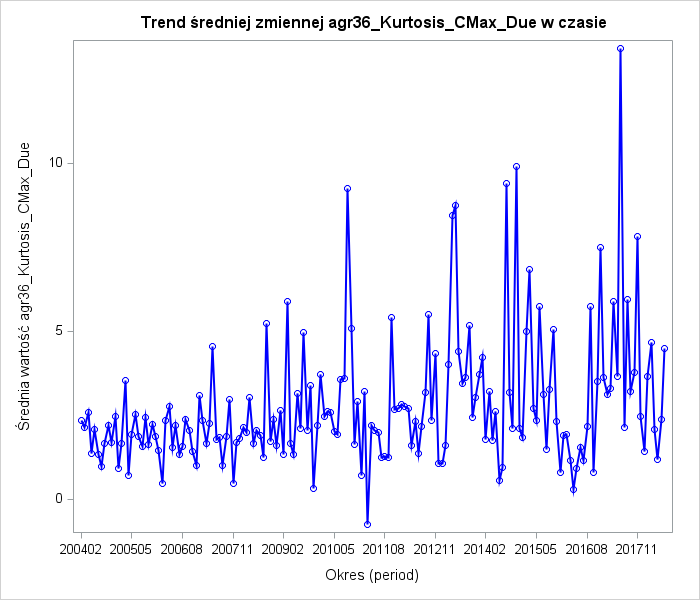 Trend średniej zmiennej agr36_Kurtosis_CMax_Due w czasie
Średnia wartość agr36_Kurtosis_CMax_Due
10
5
0
200402 200505 200608 200711 200902 201005 201108 201211 201402 201505 201608 201711
Okres (period)